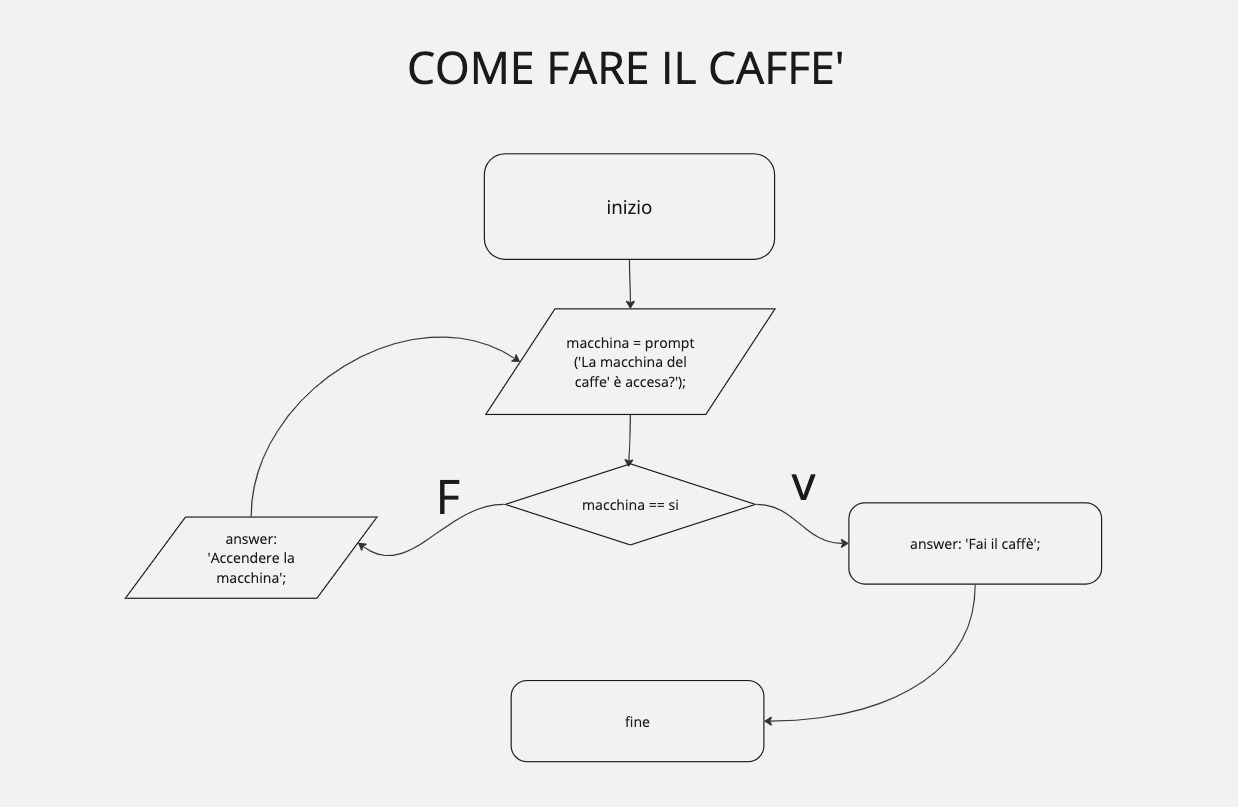 COME FARE IL CAFFE'
inizio
macchina = prompt
('La macchina del
caffe' è accesa?');
F
v
macchina == si
answer:
'Accendere la
macchina';
answer: 'Fai il caffè';
fine